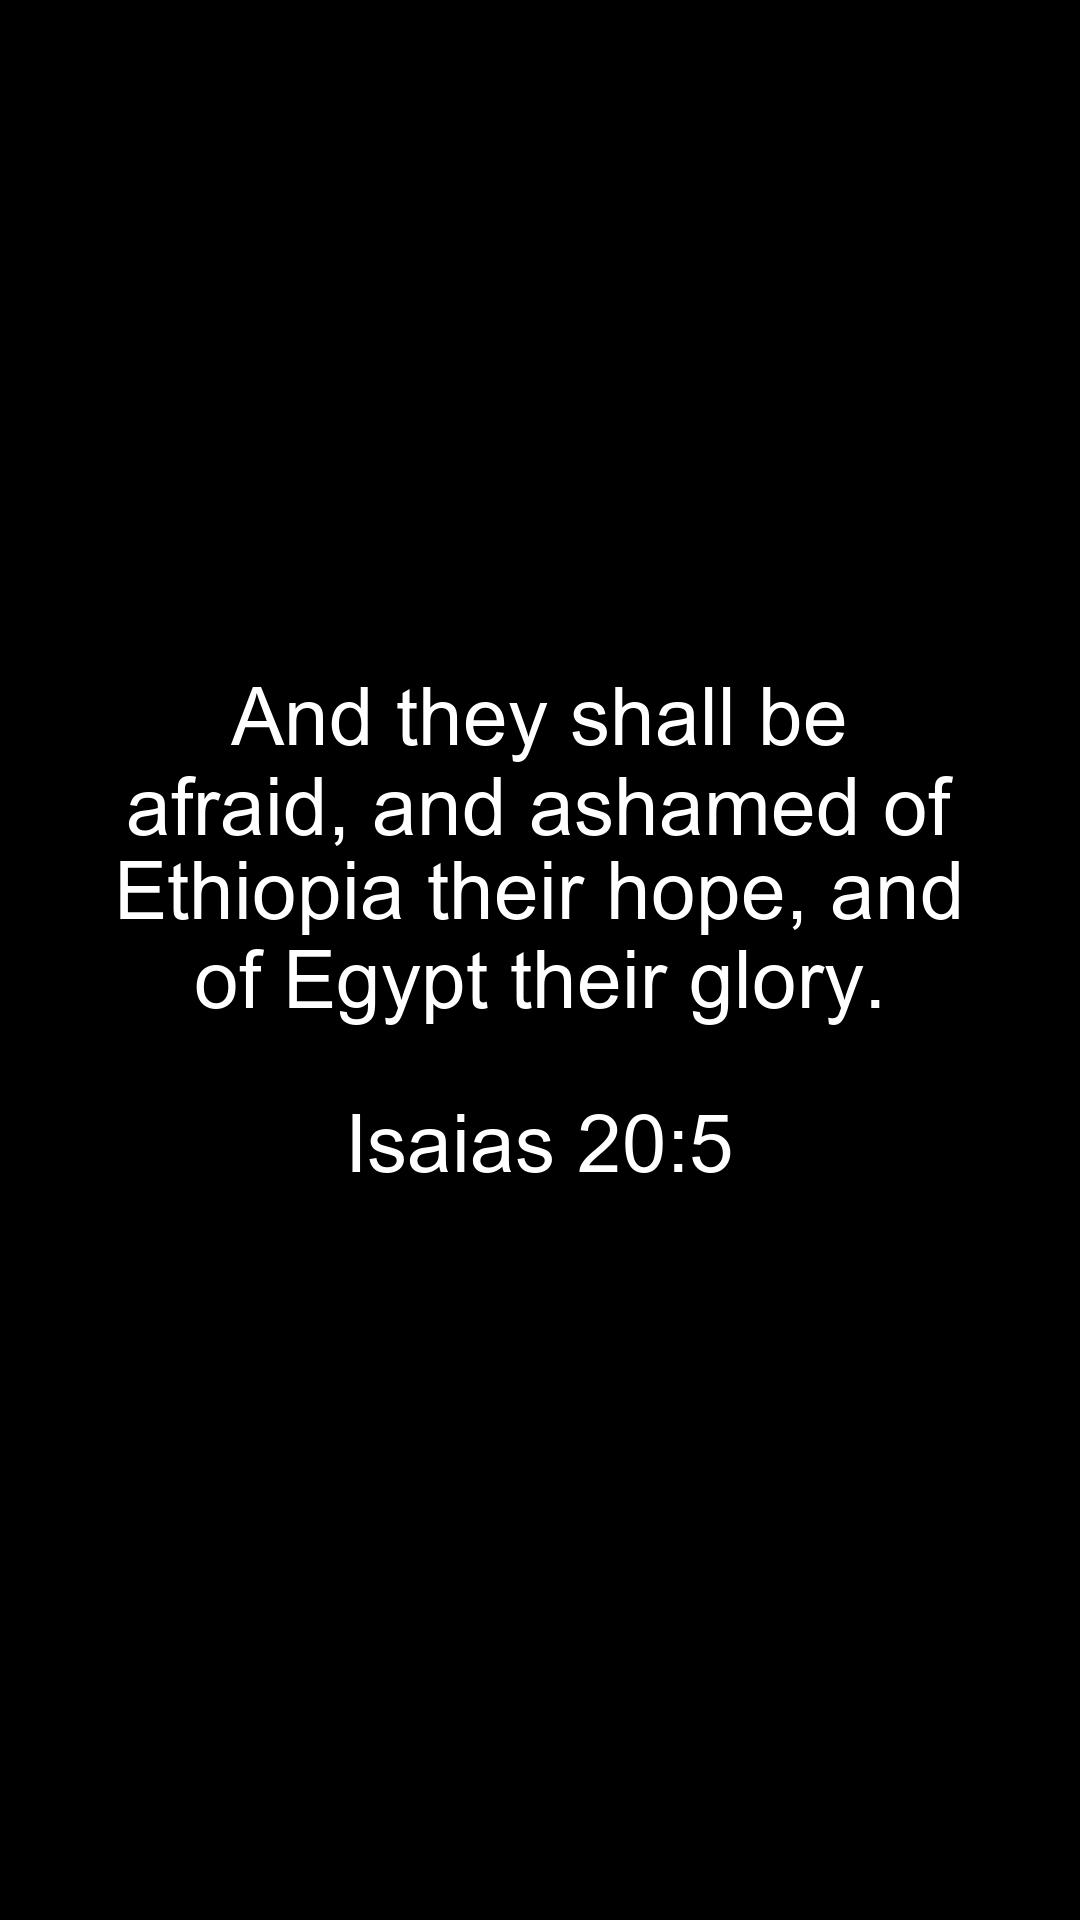 And they shall be
afraid, and ashamed of
Ethiopia their hope, and
of Egypt their glory.
Isaias 20:5